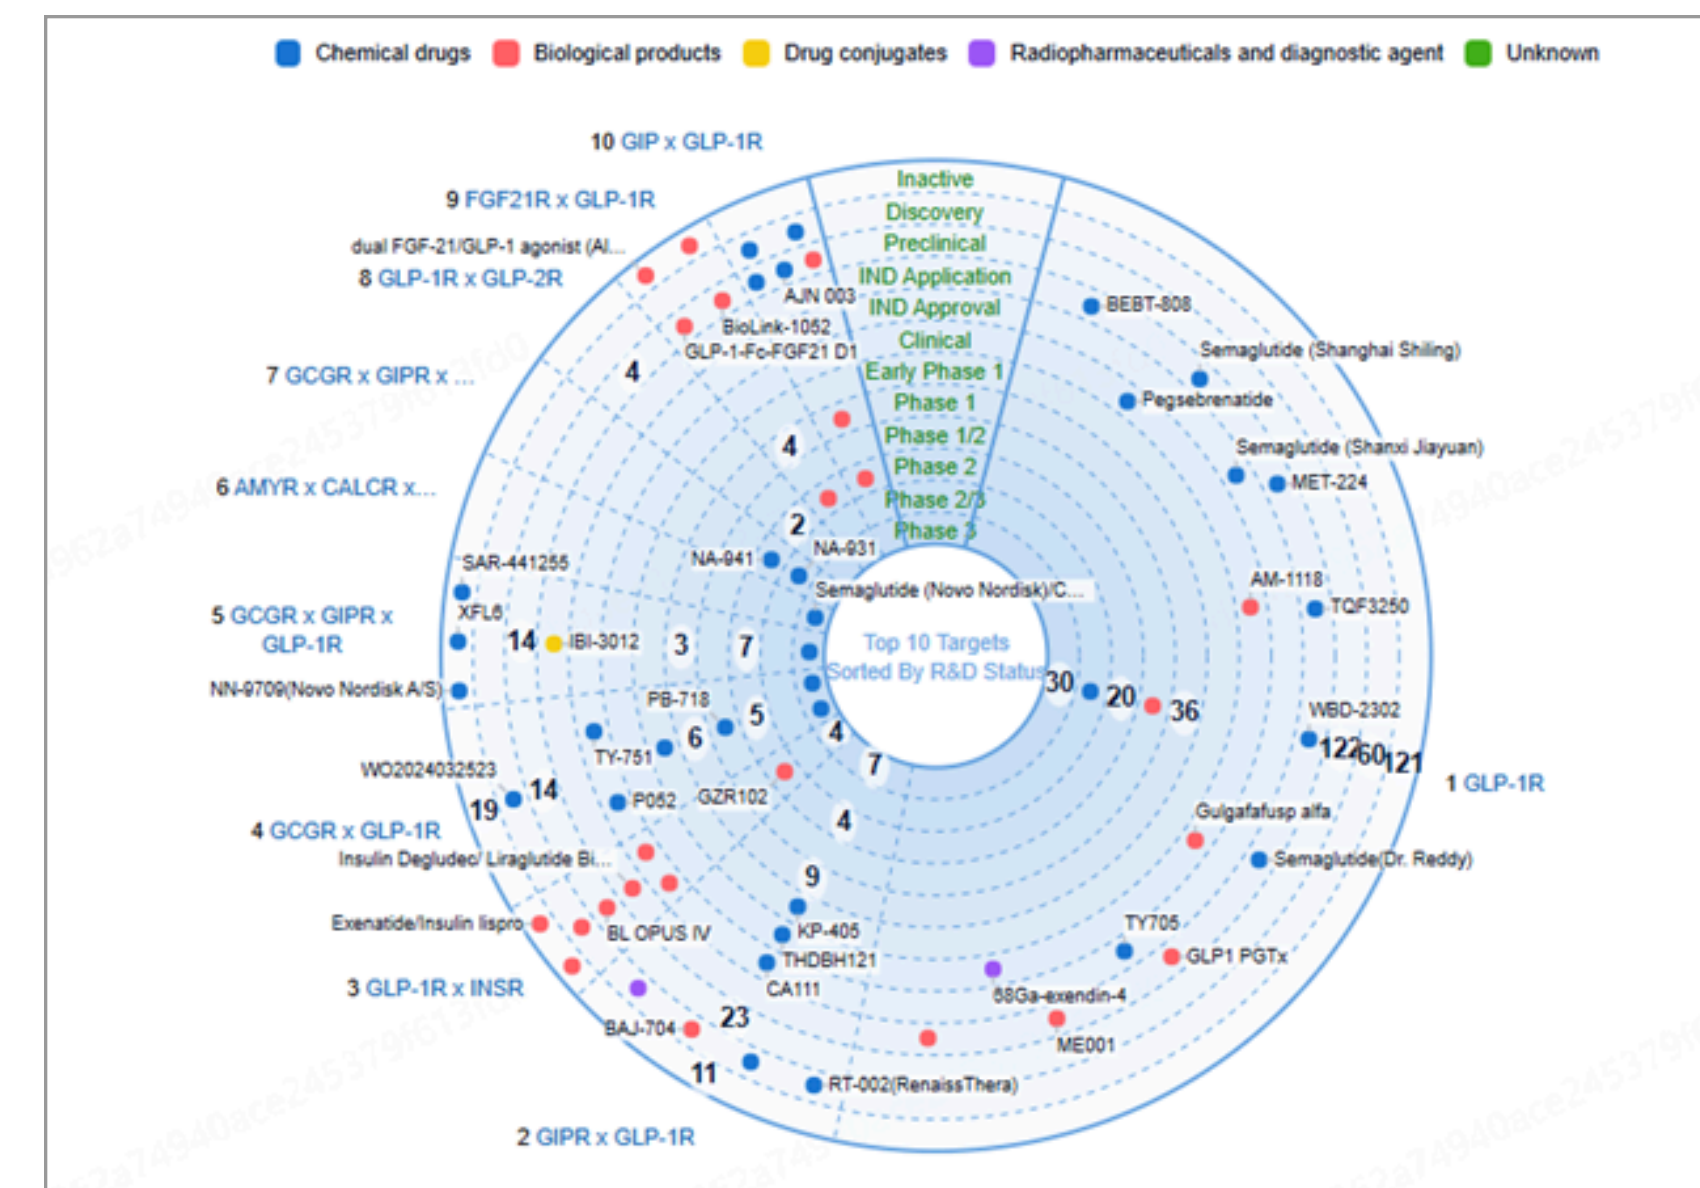 Chemical drugs
Biological products
Drug conjugates
Radiopharmaceuticals and diagnostic agent
Unknown
10 GIP x GLP-1R
9 FGF21R x GLP-1R
dual FGF-21/GLP-1 agonist (Al...
8 GLP-1R x GLP-2R
7 GCGR x GIPR x ...
6 AMYR x CALCR x...
5 GCGR x GIPR x
GLP-1R
4 GCGR x GLP-1R
3 GLP-1R x INSR
2 GIPR x GLP-1R
1 GLP-1R
Inactive
Discovery
Preclinical
IND Application
IND Approval
Clinical
Early Phase 1
Phase 1
Phase 1/2
Phase 2
Phase 2/3
Phase 3
Top 10 Targets
Sorted By R&D Status
AJN 003
BioLink-1052
GLP-1-Fc-FGF21 D1
4
4
2
NA-941
NA-931
Semaglutide (Novo Nordisk)/C...
SAR-441255
XFL6
14
IBI-3012
3
7
NN-9709(Novo Nordisk A/S)
PB-718
5
6
TY-751
4
7
WO2024032523
19
14
P052
GZR102
4
Insulin Degludec/ Liraglutide Bi...
Exenatide/Insulin lispro
BL OPUS IV
9
KP-405
THDBH121
CA111
23
BAJ-704
11
RT-002(RenaissThera)
BEBT-808
Semaglutide (Shanghai Shiling)
Pegsebrenatide
Semaglutide (Shanxi Jiayuan)
MET-224
AM-1118
TQF3250
30
20
36
WBD-2302
122
60
121
Gulgafafusp alfa
Semaglutide(Dr. Reddy)
TY705
GLP1 PGTx
68Ga-exendin-4
ME001